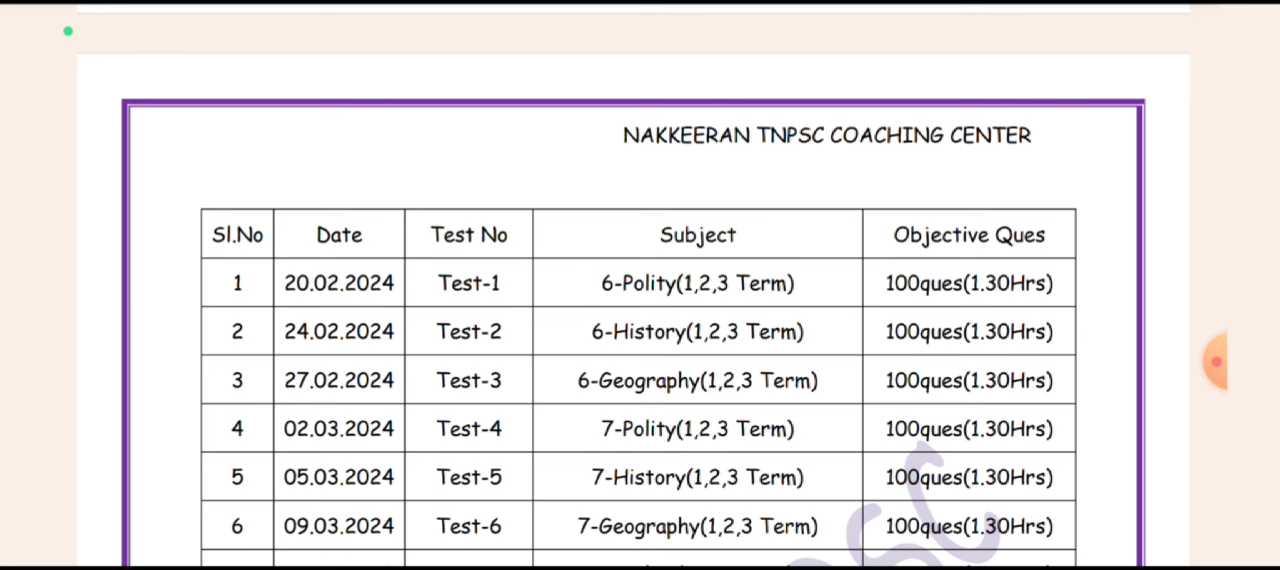 NAKKEERAN TNPSC COACHING CENTER
Sl.No Date Test No Subject Objective Ques
1 20.02.2024 Test-1 6-Polity(1,2,3 Term) 100ques(1.30Hrs)
2 24.02.2024 Test-2 6-History(1,2,3 Term) 100ques(1.30Hrs)
3 27.02.2024 Test-3 6-Geography(1,2,3 Term) 100ques(1.30Hrs)
4 02.03.2024 Test-4 7-Polity(1,2,3 Term) 100ques(1.30Hrs)
5 05.03.2024 Test-5 7-History(1,2,3 Term) 100ques(1.30Hrs)
6 09.03.2024 Test-6 7-Geography(1,2,3 Term) 100ques(1.30Hrs)